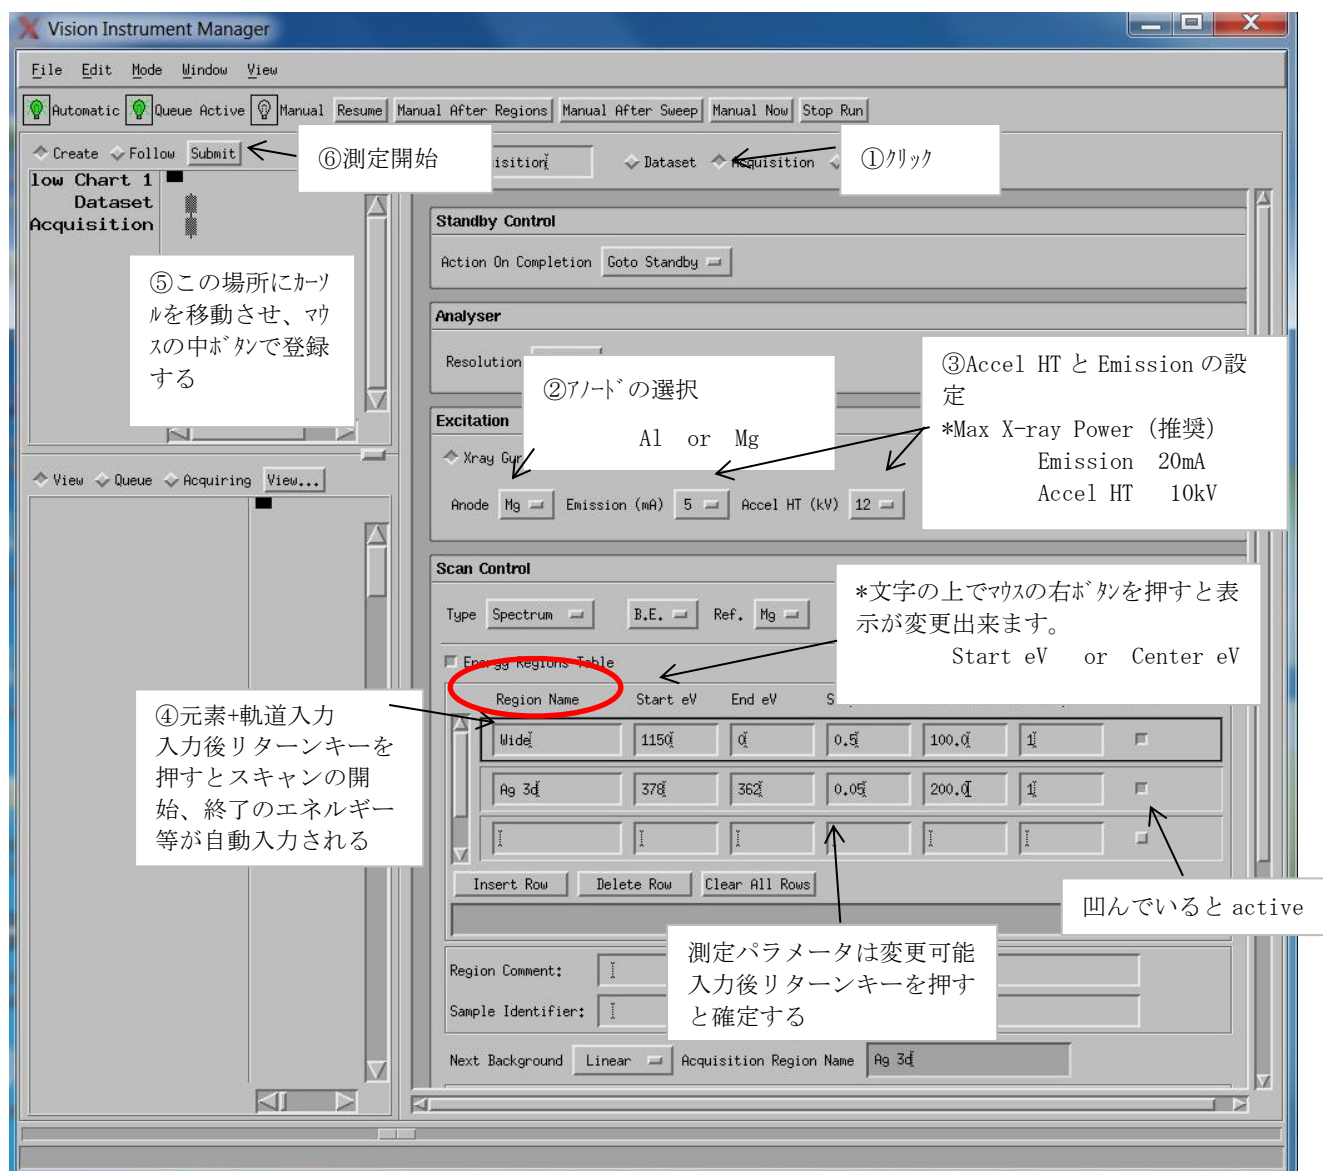 Vision Instrument Manager
File Edit Mode Window View
Automatic Queue Active Manual Resume Manual After Regions Manual After Sweep Manual Now Stop Run
Create Follow Submit
⑥測定開始
isition
Dataset Acquisition
①ｸﾘｯｸ
low Chart 1
Dataset
Acquisition
⑤この場所にｶｰｿ
ﾙを移動させ、ﾏｳ
ｽの中ﾎﾞﾀﾝで登録
する
Standby Control
Action On Completion Goto Standby
Analyser
Resolution
②ｱﾉｰﾄﾞの選択
Al or Mg
③Accel HT と Emission の設
定
*Max X-ray Power (推奨)
Emission 20mA
Accel HT 10kV
Excitation
Xray Gun
Anode Mg Emission (mA) 5 Accel HT (kV) 12
View Queue Acquiring View...
Scan Control
Type Spectrum B.E. Ref. Mg
*文字の上でﾏｳｽの右ﾎﾞﾀﾝを押すと表
示が変更出来ます。
Start eV or Center eV
Energy Regions Table
Region Name Start eV End eV
④元素+軌道入力
入力後リターンキーを
押すとスキャンの開
始、終了のエネルギー
等が自動入力される
Wide 1150 0 0.5 100.0 1
Ag 3d 378 362 0.05 200.0 1
Insert Row Delete Row Clear All Rows
凹んでいると active
測定パラメータは変更可能
入力後リターンキーを押す
と確定する
Region Comment:
Sample Identifier:
Next Background Linear Acquisition Region Name Ag 3d